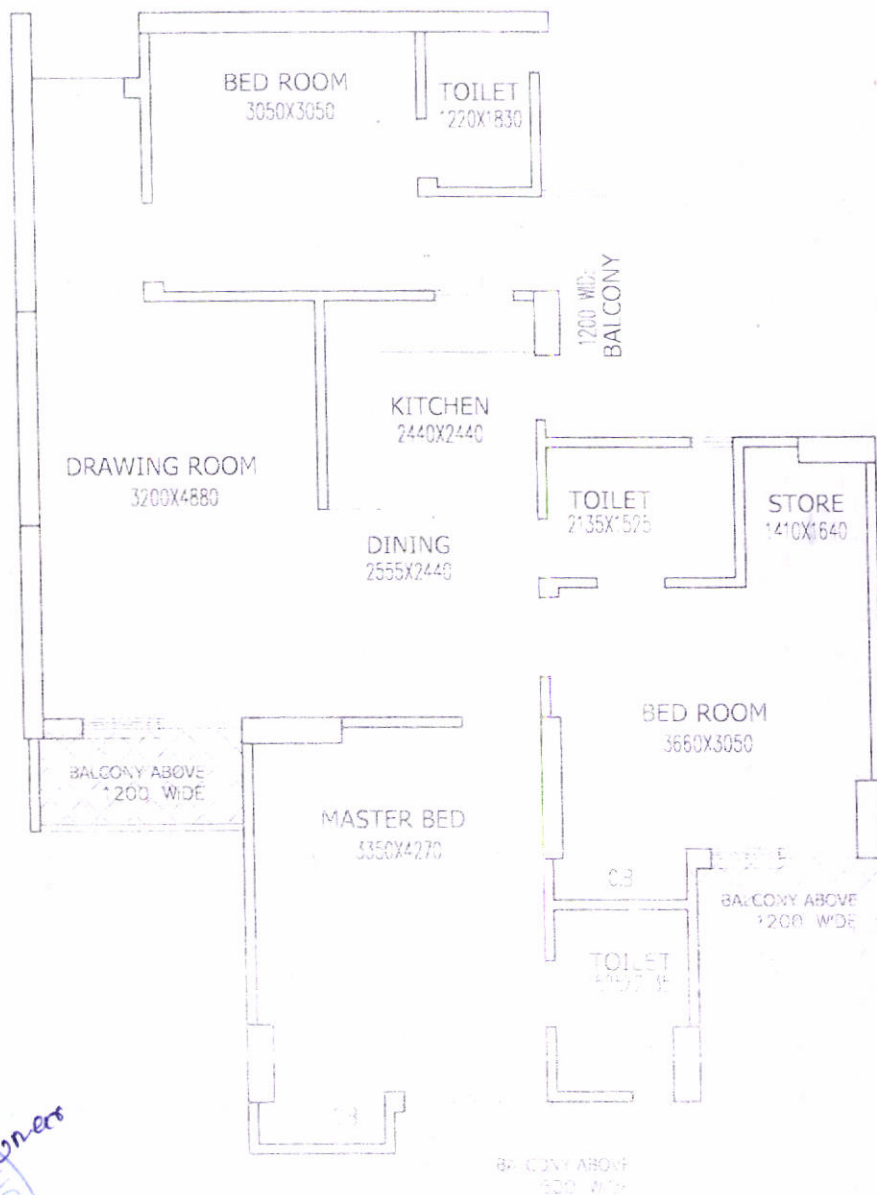 BED ROOM
3050X3050
TOILET
1220X1830
1200 WIDE
BALCONY
KITCHEN
2440X2440
DRAWING ROOM
3200X4880
TOILET
2135X1525
STORE
1410X1640
DINING
2555X2440
BED ROOM
3660X3050
BALCONY ABOVE
1200 WIDE
MASTER BED
3350X4270
C.B
BALCONY ABOVE
1200 WIDE
TOILET
C.B
BALCONY ABOVE
WIDE